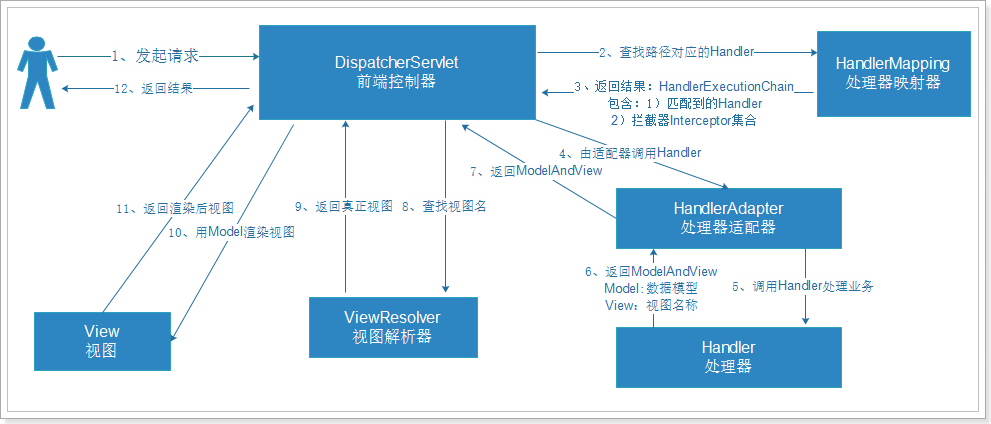 1、发起请求
12、返回结果
DispatcherServlet
前端控制器
2、查找路径对应的Handler
3、返回结果：HandlerExecutionChain
包含：1）匹配到的Handler
2）拦截器Interceptor集合
HandlerMapping
处理器映射器
4、由适配器调用Handler
7、返回ModelAndView
HandlerAdapter
处理器适配器
11、返回渲染后视图
10、用Model渲染视图
9、返回真正视图
8、查找视图名
6、返回ModelAndView
Model:数据模型
View：视图名称
5、调用Handler处理业务
View
视图
ViewResolver
视图解析器
Handler
处理器